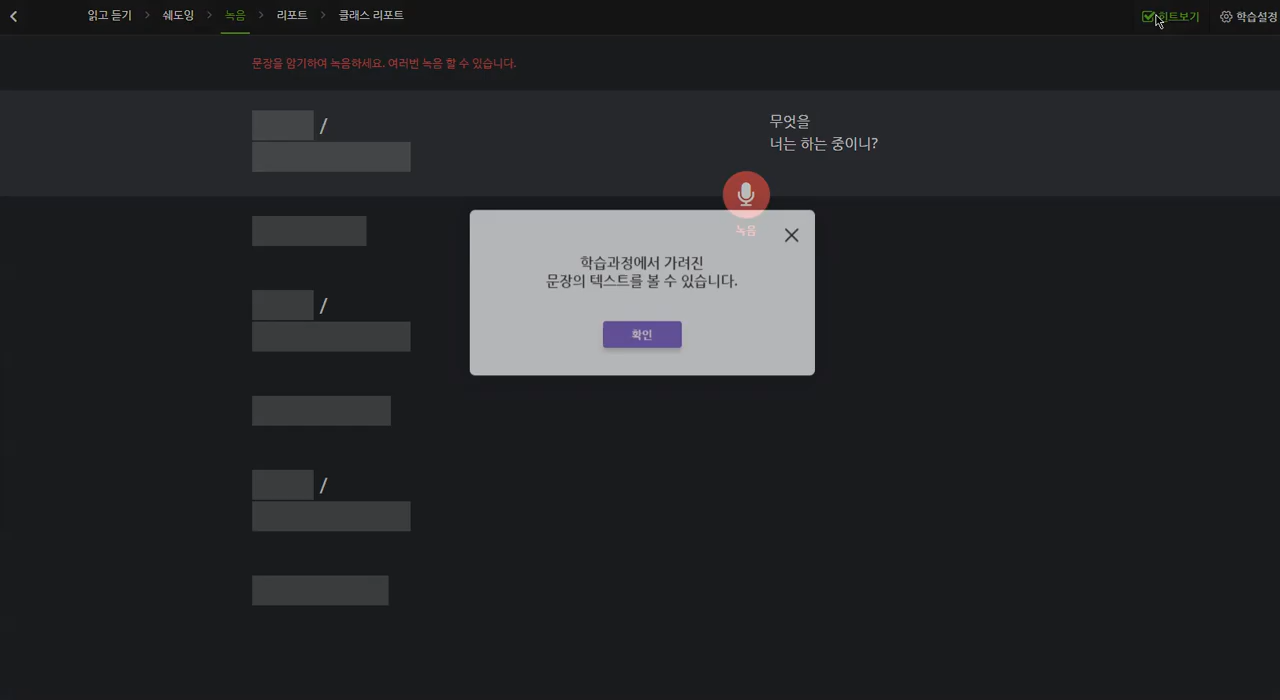 읽고 듣기 > 쉐도잉 > 녹음 > 리포트 > 클래스 리포트
힌트보기 학습설정
문장을 암기하여 녹음하세요. 여러번 녹음 할 수 있습니다.
/
무엇을
너는 하는 중이니?
녹음
학습과정에서 가려진
문장의 텍스트를 볼 수 있습니다.
확인
/
/